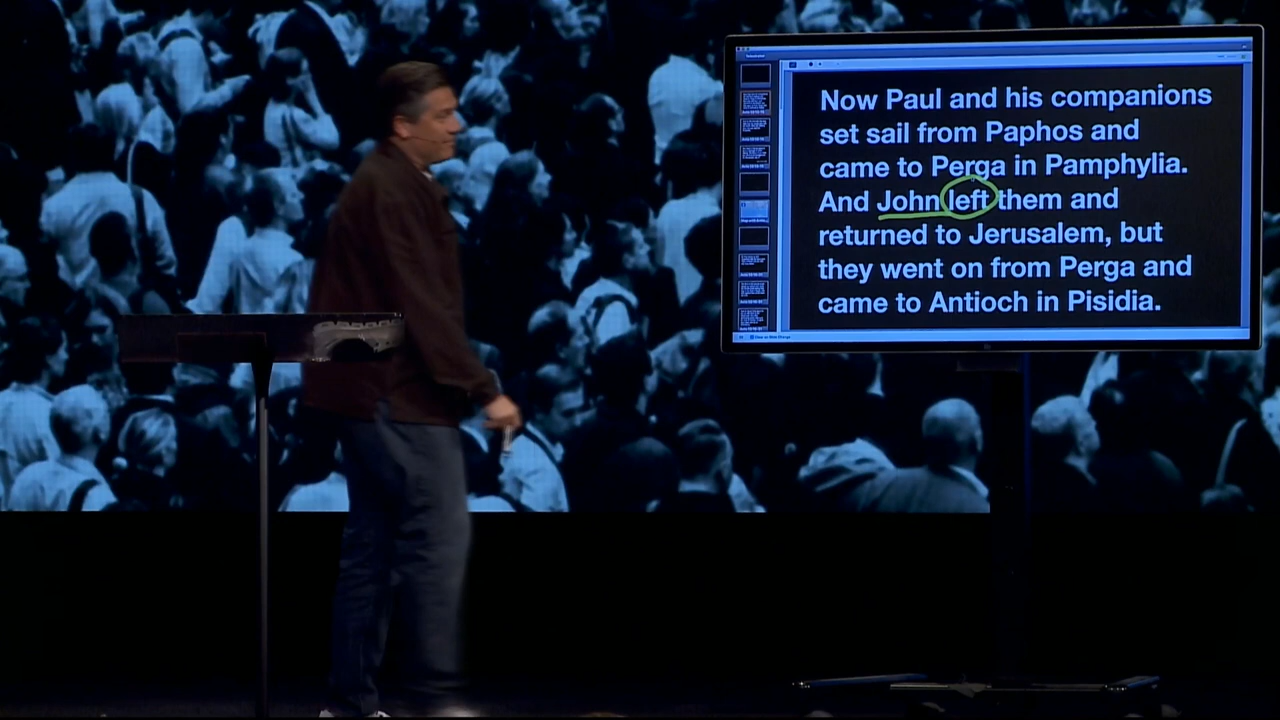 Now Paul and his companions
set sail from Paphos and
came to Perga in Pamphylia.
And John left them and
returned to Jerusalem, but
they went on from Perga and
came to Antioch in Pisidia.